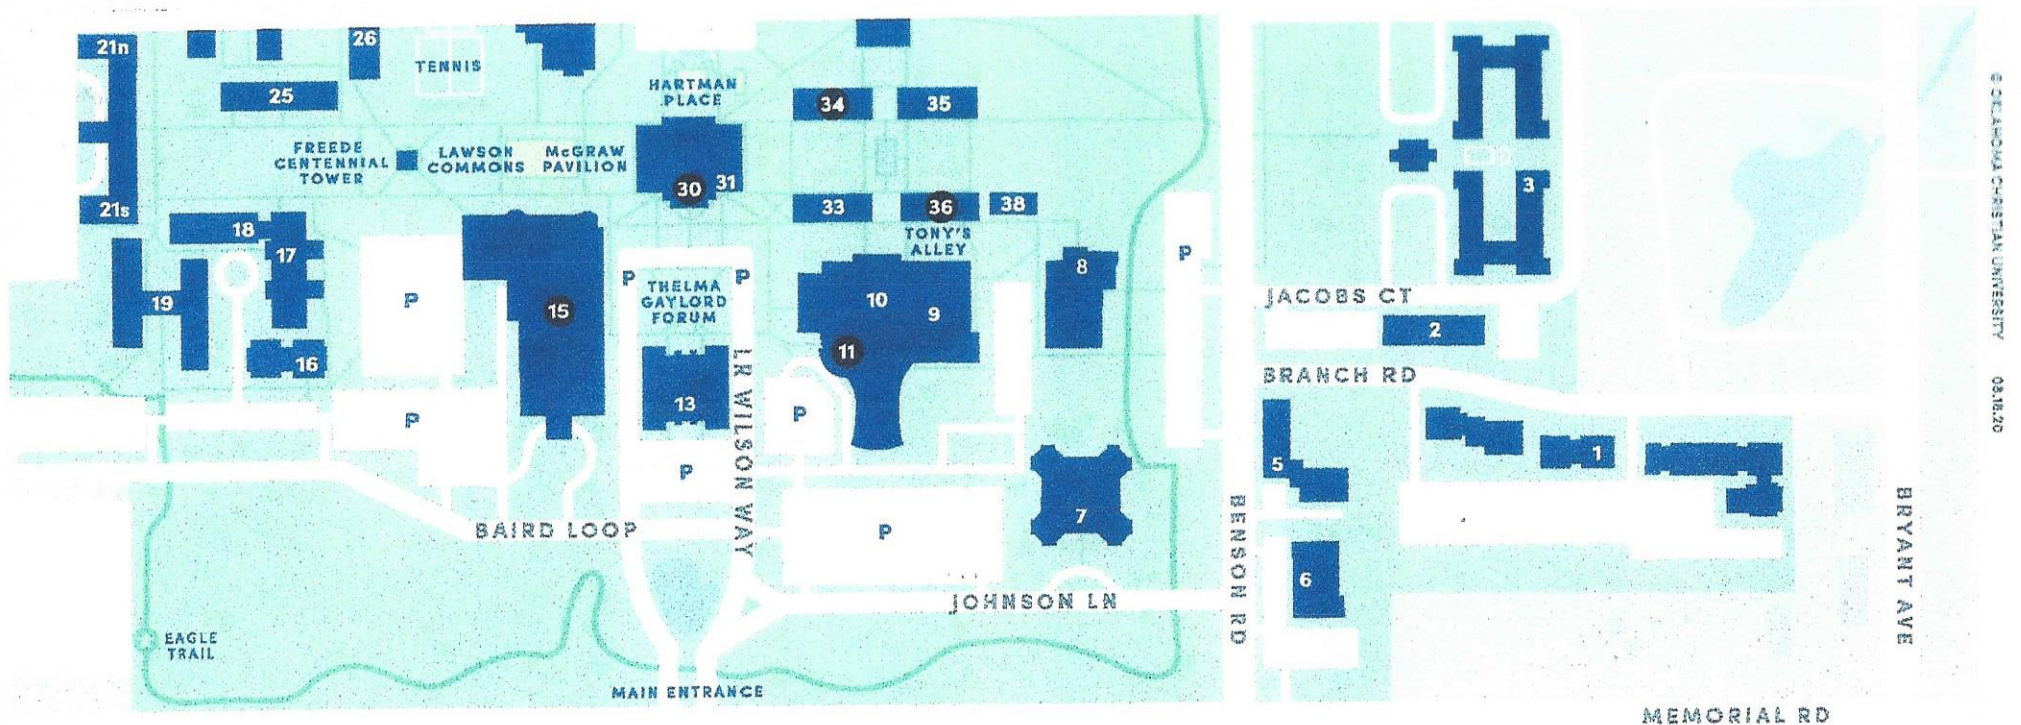 21n
26
TENNIS
25
HARTMAN
PLACE
34
35
3
FREEDE
CENTENNIAL
TOWER
LAWSON
COMMONS
McGRAW
PAVILION
30
31
21s
18
17
33
36
38
TONY'S
ALLEY
8
P
19
P
15
P
P
THELMA
GAYLORD
FORUM
10
9
11
JACOBS CT
2
16
BRANCH RD
P
13
LR WILSON WAY
P
P
5
1
7
BAIRD LOOP
P
BENSON RD
6
BRYANT AVE
JOHNSON LN
EAGLE
TRAIL
MAIN ENTRANCE
MEMORIAL RD
© OKLAHOMA CHRISTIAN UNIVERSITY 08.18.20